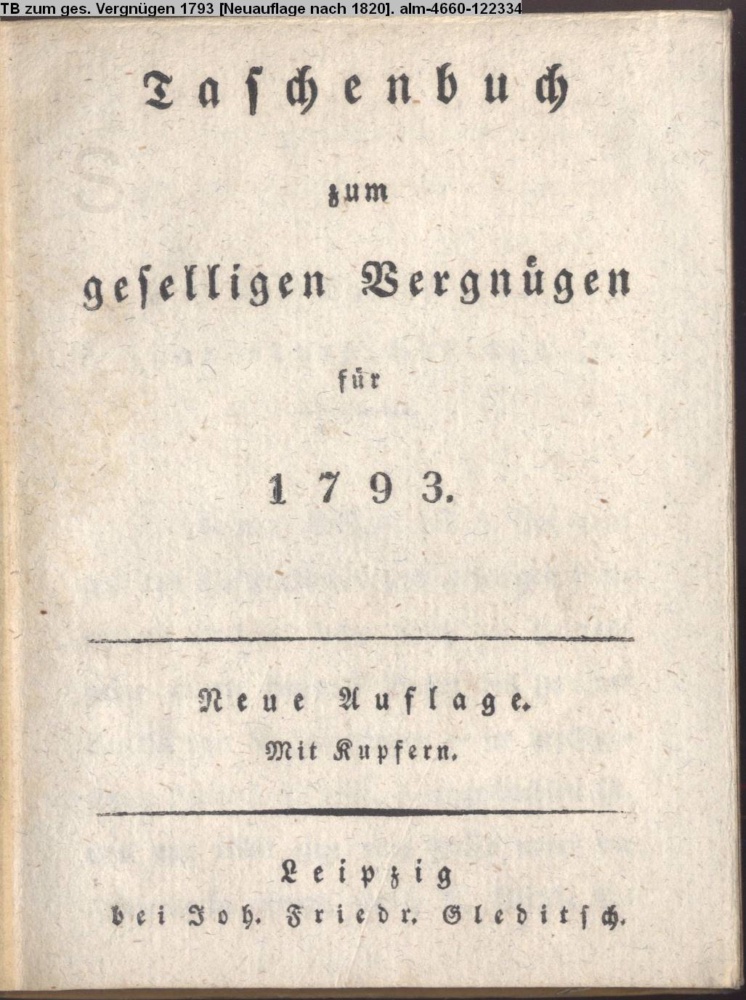 TB zum ges. Vergnügen 1793 [Neuauflage nach 1820]. alm-4660-122334
Taschenbuch
zum
geselligen Vergnügen
für
1793.
Neue Auflage.
Mit Kupfern.
Leipzig
bei Joh. Friedr. Gleditsch.